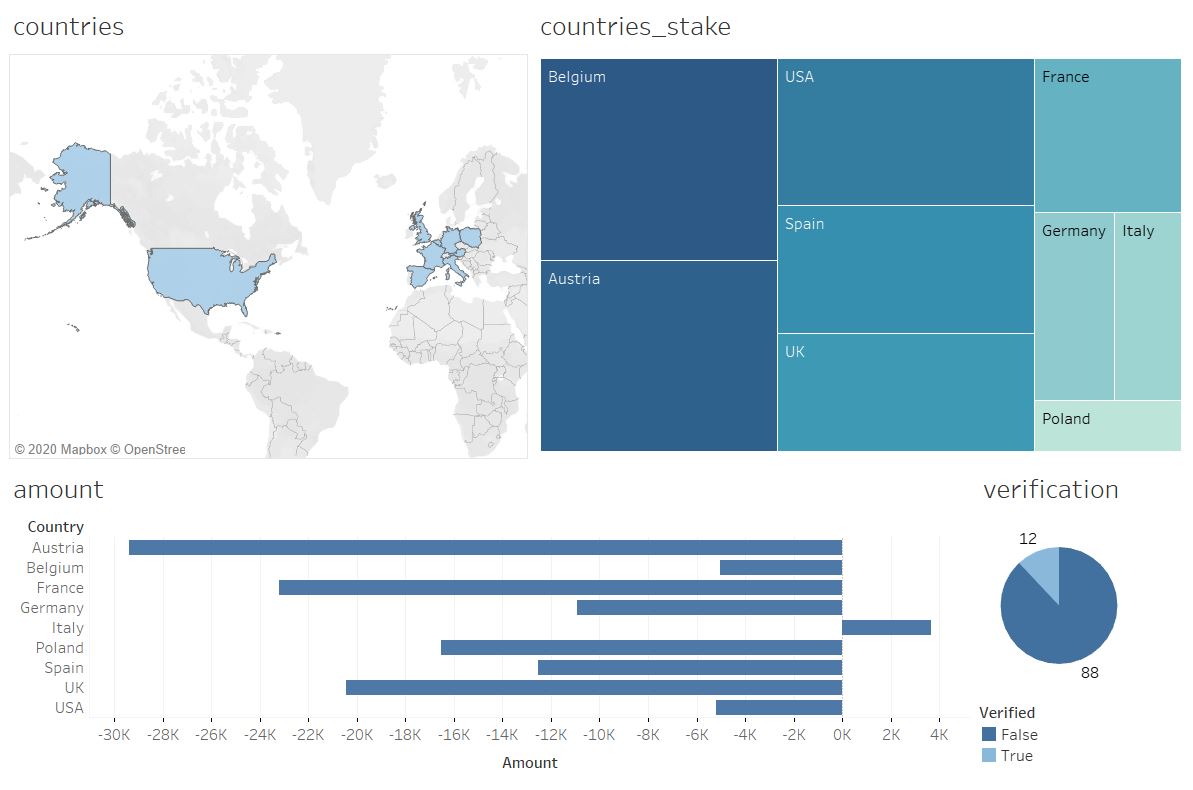 countries
countries_stake
Belgium
USA
France
Spain
Germany
Italy
Austria
UK
Poland
© 2020 Mapbox © OpenStree
amount
verification
Country
Austria
Belgium
France
Germany
Italy
Poland
Spain
UK
USA
-30K -28K -26K -24K -22K -20K -18K -16K -14K -12K -10K -8K -6K -4K -2K 0K 2K 4K
Amount
12
88
Verified
False
True